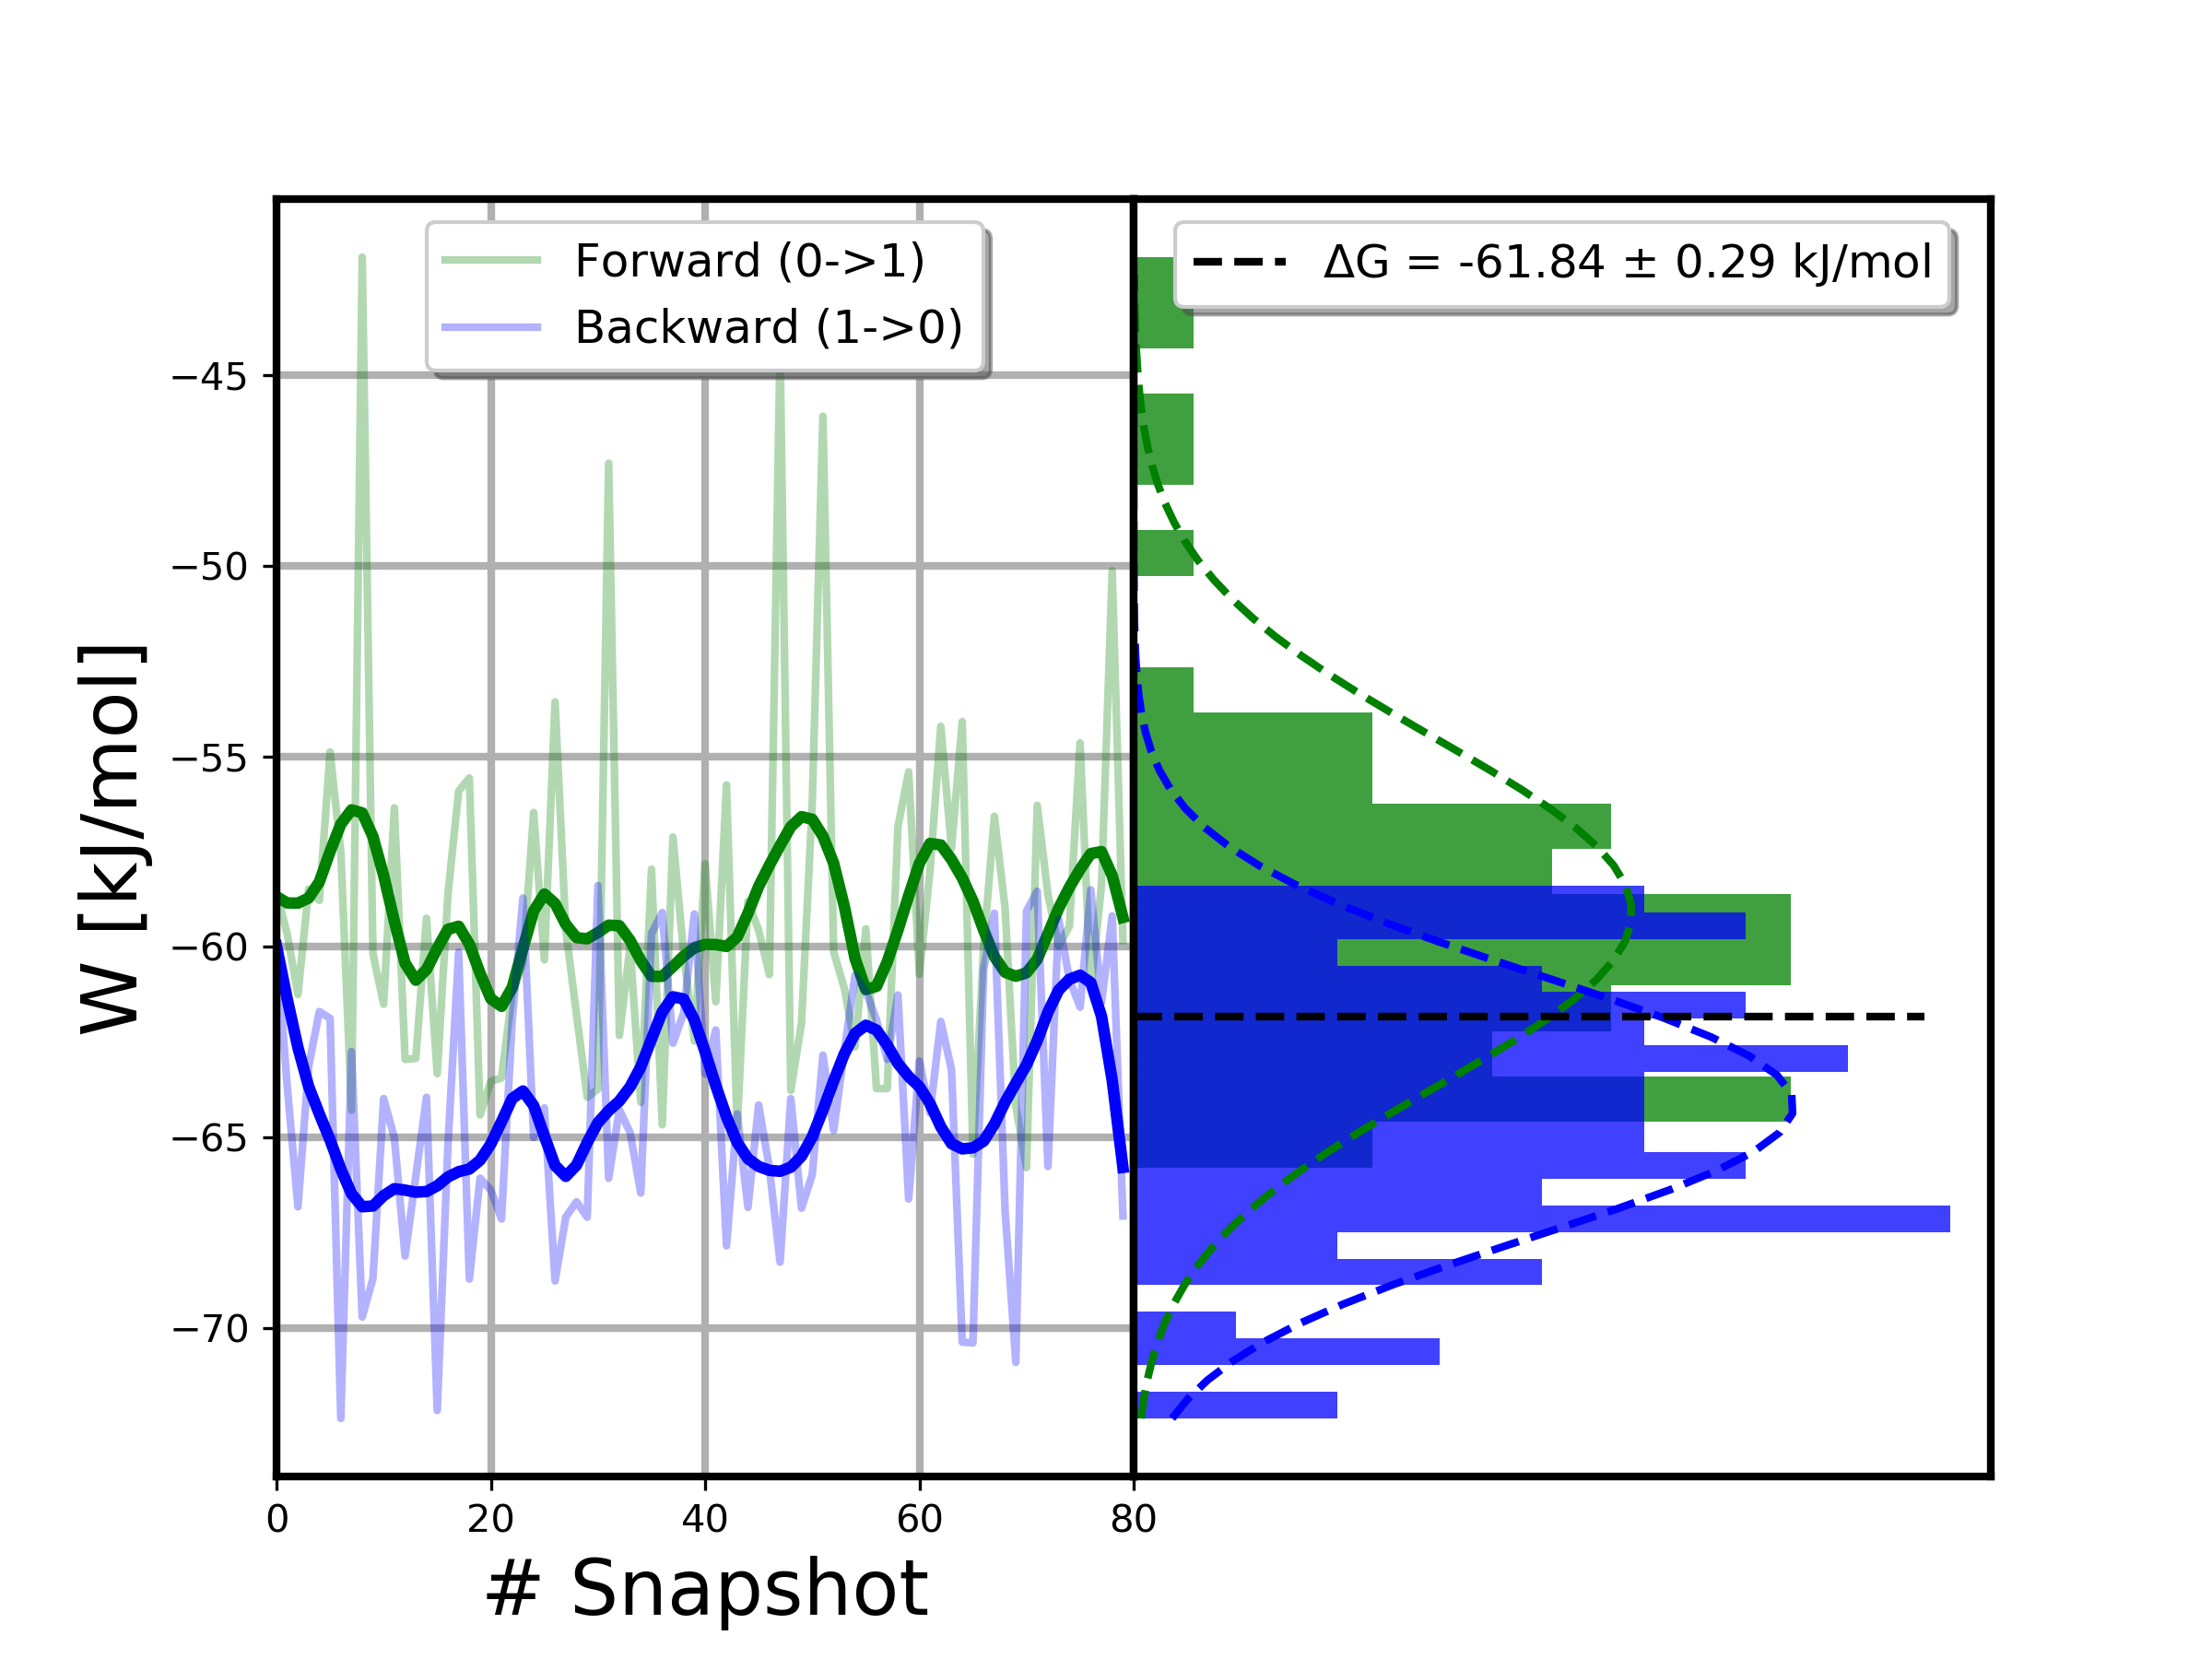 Forward (0->1)
Backward (1->0)
ΔG = -61.84 ± 0.29 kJ/mol
W [kJ/mol]
−45
−50
−55
−60
−65
−70
0 20 40 60 80
# Snapshot